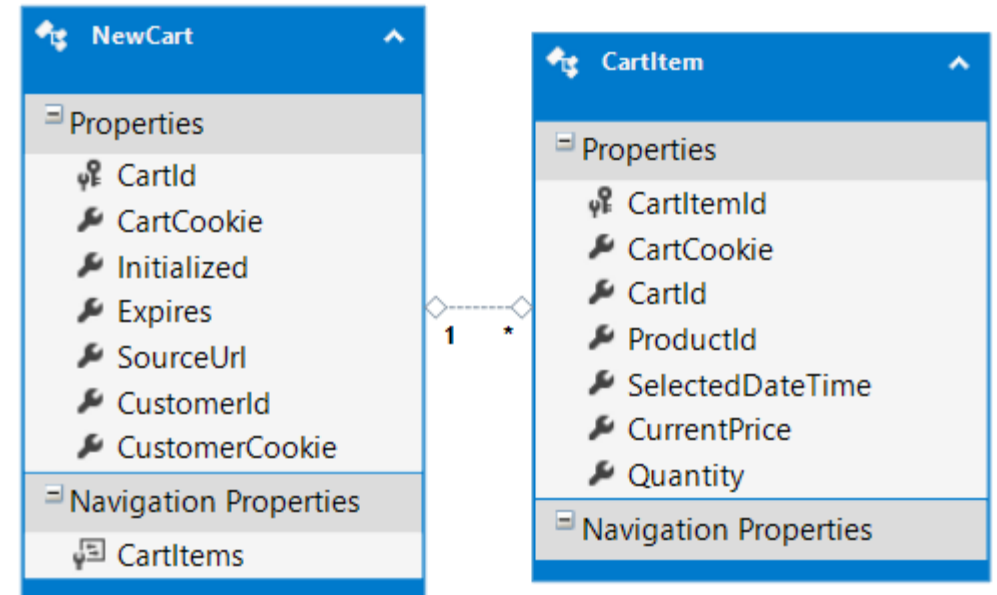 NewCart
Properties
CartId
CartCookie
Initialized
Expires
SourceUrl
CustomerId
CustomerCookie
Navigation Properties
CartItems
1 *
CartItem
Properties
CartItemId
CartCookie
CartId
ProductId
SelectedDateTime
CurrentPrice
Quantity
Navigation Properties